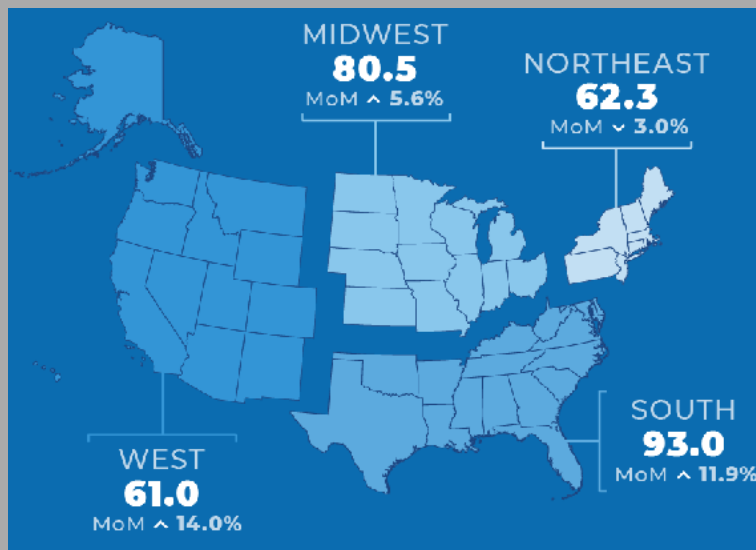 MIDWEST
80.5
MoM ^ 5.6%
NORTHEAST
62.3
MoM ⌄ 3.0%
SOUTH
93.0
MoM ^ 11.9%
WEST
61.0
MoM ^ 14.0%